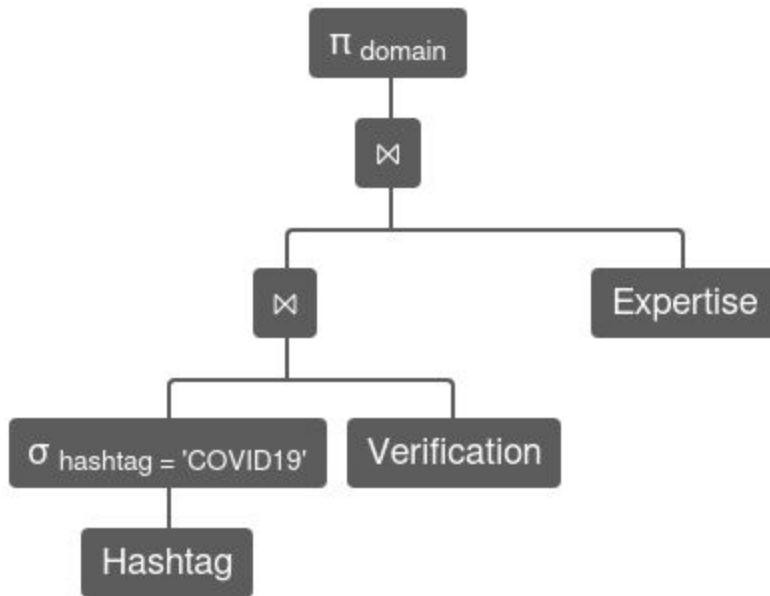 π domain
⋈
⋈
Expertise
σ hashtag = 'COVID19'
Verification
Hashtag